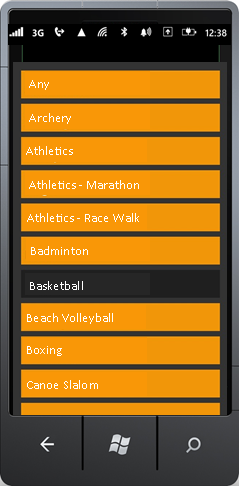 3G 12:38
Any
Archery
Athletics
Athletics - Marathon
Athletics - Race Walk
Badminton
Basketball
Beach Volleyball
Boxing
Canoe Slalom